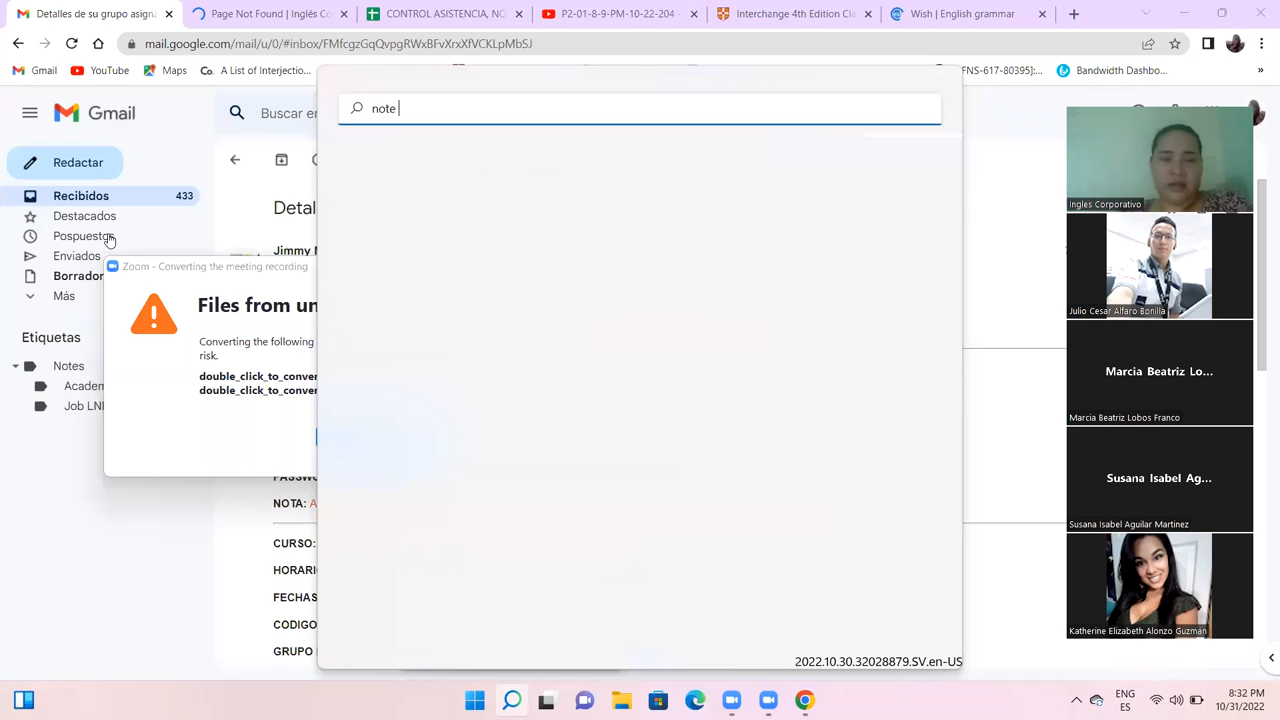 Detalles de su grupo asigna
Page Not Found | Inglés Co
CONTROL ASISTENCIA, NO
P2-01-8-9-PM-10-22-204 -
Interchange 4th Edition Cla
Wish | English grammar
mail.google.com/mail/u/0/#inbox/FMfcgzGqQvpgRWxBFvXrxXfVCKLpMbSJ
Gmail
YouTube
Maps
A List of Interjectio...
FNS-617-80395]:...
Bandwidth Dashbo...
note
Gmail
Buscar en
Redactar
Recibidos 433
Destacados
Pospuestos
Enviados
Borrador
Más
Etiquetas
Notes
Academ
Job LNK
Detal
Jimmy M
Zoom - Converting the meeting recording
Files from un
Converting the following
risk.
double_click_to_conver
double_click_to_conver
PASSWO
NOTA: A
CURSO:
HORARIO
FECHAS
CODIGO
GRUPO
Ingles Corporativo
Julio Cesar Alfaro Bonilla
Marcia Beatriz Lo...
Marcia Beatriz Lobos Franco
Susana Isabel Ag...
Susana Isabel Aguilar Martinez
Katherine Elizabeth Alonzo Guzmán
2022.10.30.32028879.SV.en-US
ENG
ES
8:32 PM
10/31/2022